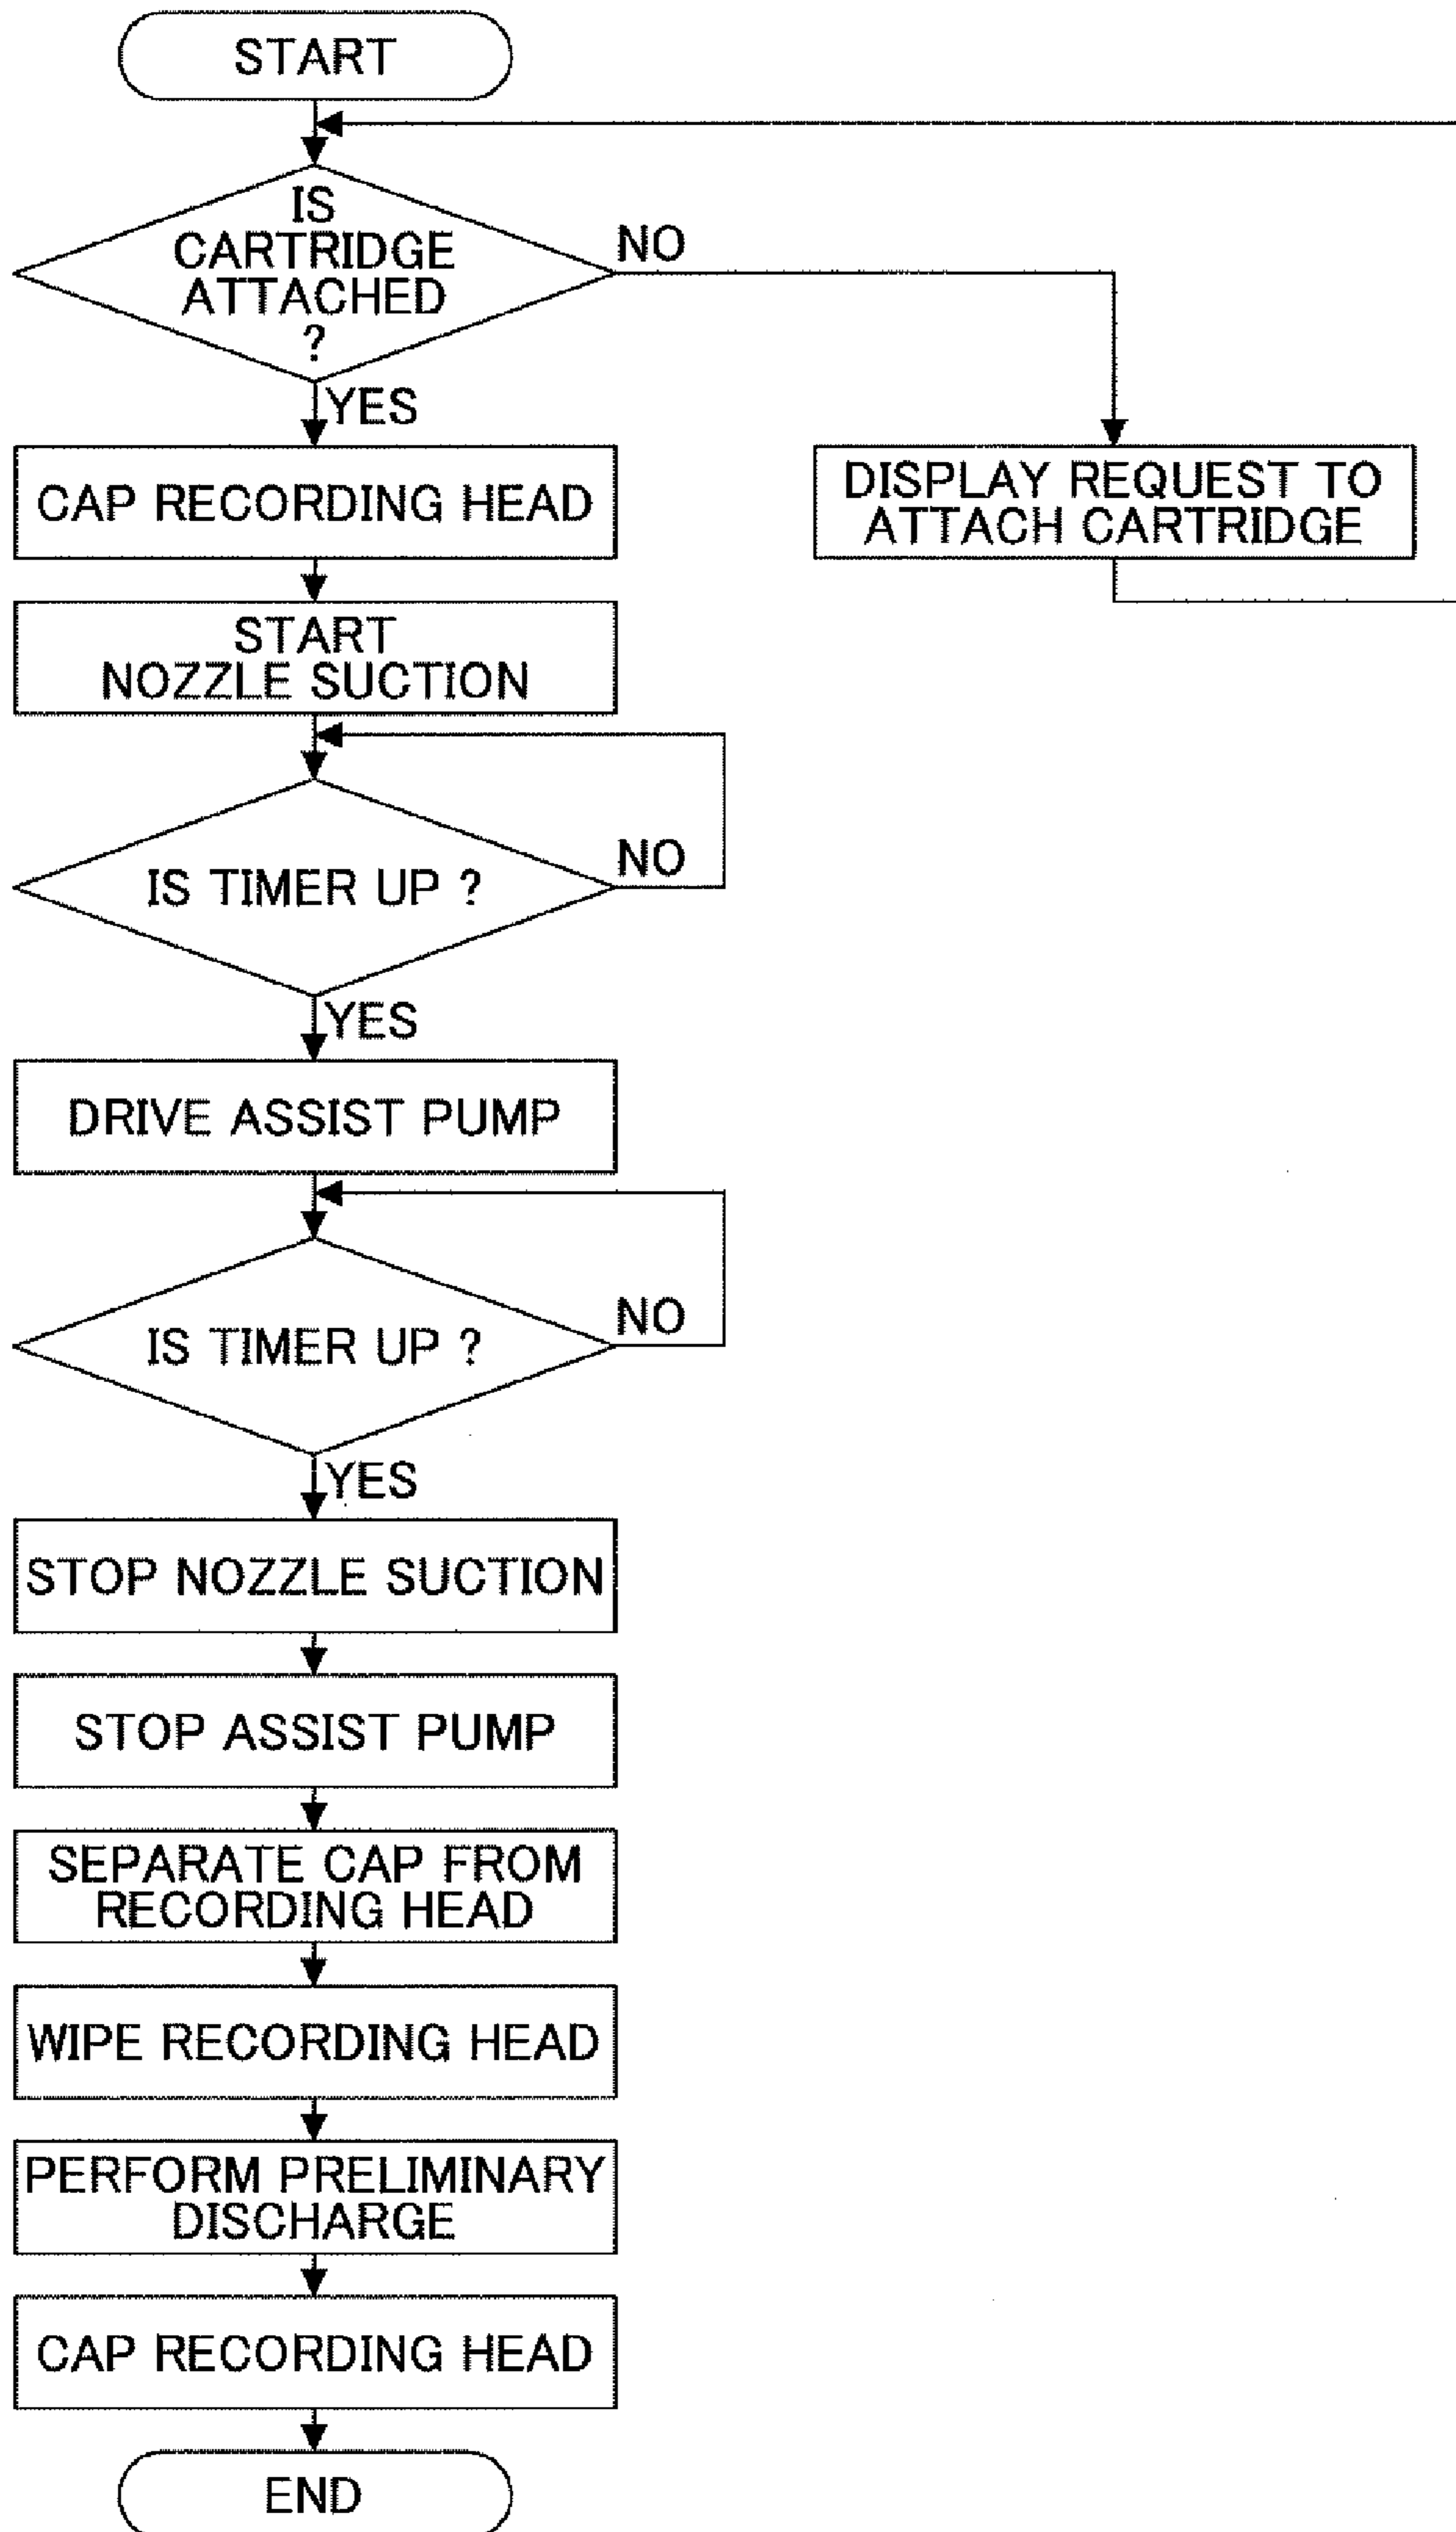 START
IS
CARTRIDGE
ATTACHED
?
NO
YES
CAP RECORDING HEAD
DISPLAY REQUEST TO
ATTACH CARTRIDGE
START
NOZZLE SUCTION
IS TIMER UP ?
NO
YES
DRIVE ASSIST PUMP
IS TIMER UP ?
NO
YES
STOP NOZZLE SUCTION
STOP ASSIST PUMP
SEPARATE CAP FROM
RECORDING HEAD
WIPE RECORDING HEAD
PERFORM PRELIMINARY
DISCHARGE
CAP RECORDING HEAD
END